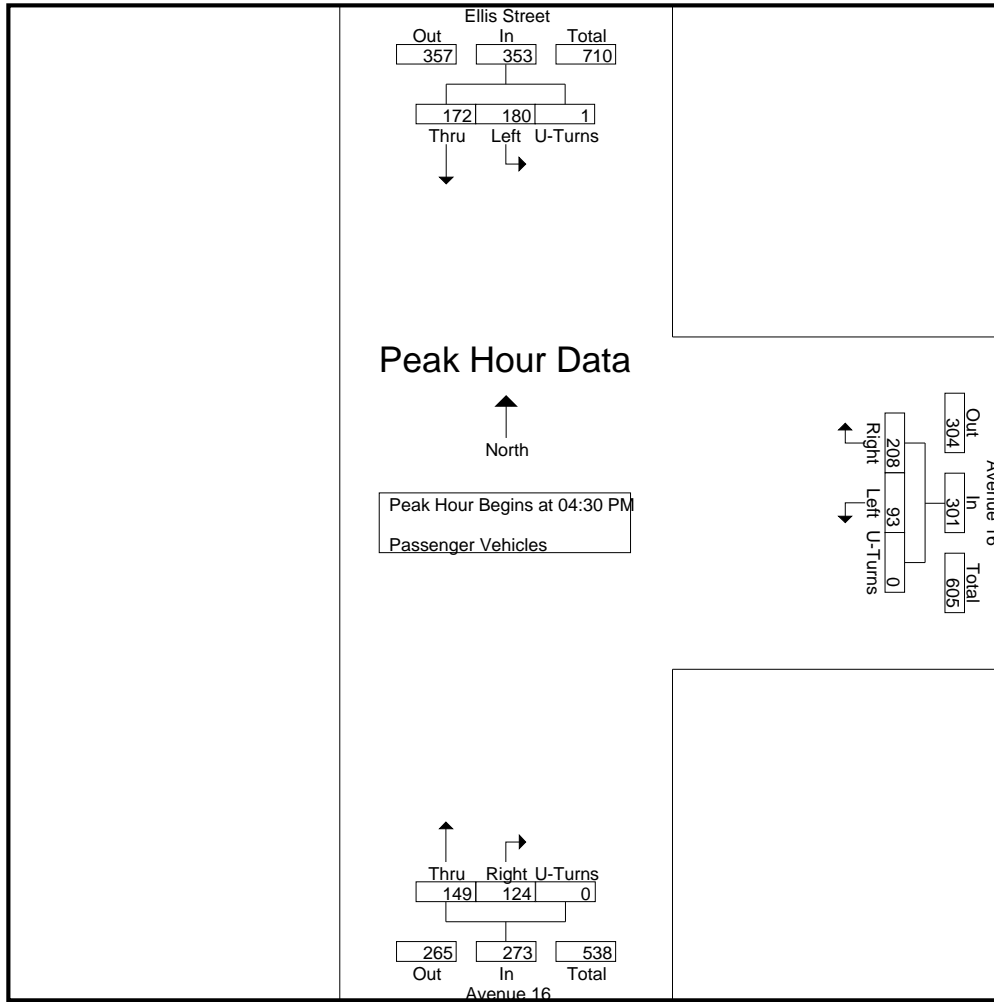 Ellis Street
Out In Total
357 353 710
172 180 1
Thru Left U-Turns
Peak Hour Data
North
Peak Hour Begins at 04:30 PM
Passenger Vehicles
Avenue 16
Out In Total
304 301 605
208 93 0
Right Left U-Turns
Thru Right U-Turns
149 124 0
265 273 538
Out In Total
Avenue 16